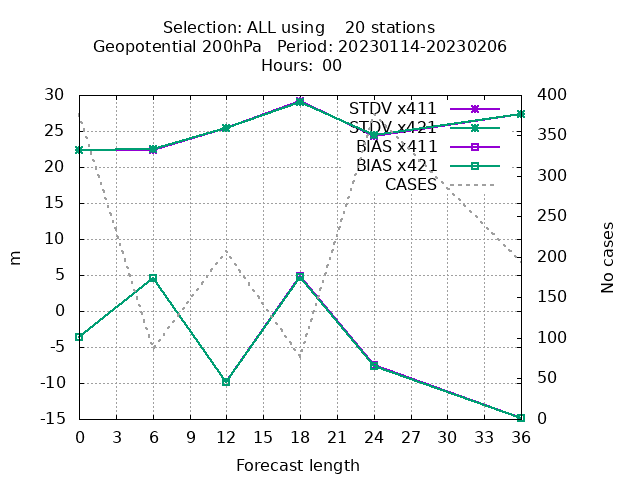 Selection: ALL using    20 stations
Geopotential 200hPa   Period: 20230114-20230206
Hours: 00
30
25
20
15
10
5
0
-5
-10
-15
m
STDV x411
STDV x421
BIAS x411
BIAS x421
CASES
400
350
300
250
200
150
100
50
0
No cases
0 3 6 9 12 15 18 21 24 27 30 33 36
Forecast length